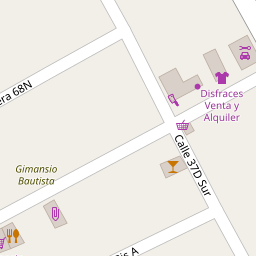 era 68N
Disfraces
Venta y
Alquiler
Calle 37D Sur
Gimansio
Bautista
is A